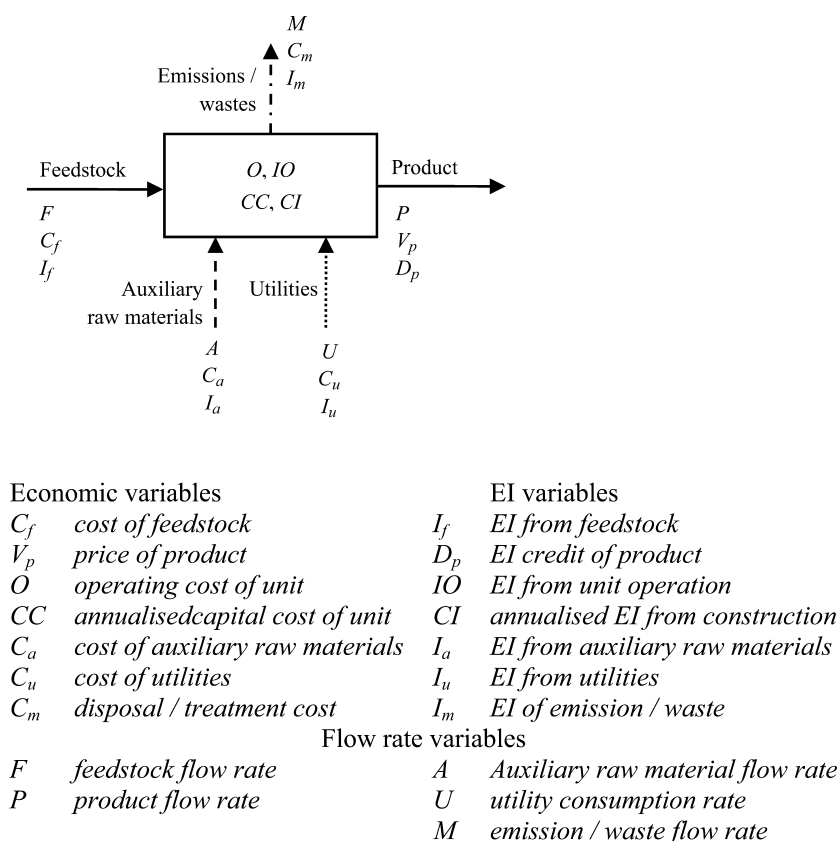 M
C_m
I_m
Emissions /
wastes
O, IO
CC, CI
Feedstock
F
C_f
I_f
Product
P
V_p
D_p
Auxiliary
raw materials
A
C_a
I_a
Utilities
U
C_u
I_u
Economic variables
C_f cost of feedstock
V_p price of product
O operating cost of unit
CC annualisedcapital cost of unit
C_a cost of auxiliary raw materials
C_u cost of utilities
C_m disposal / treatment cost
EI variables
I_f EI from feedstock
D_p EI credit of product
IO EI from unit operation
CI annualised EI from construction
I_a EI from auxiliary raw materials
I_u EI from utilities
I_m EI of emission / waste
Flow rate variables
F feedstock flow rate
P product flow rate
A Auxiliary raw material flow rate
U utility consumption rate
M emission / waste flow rate